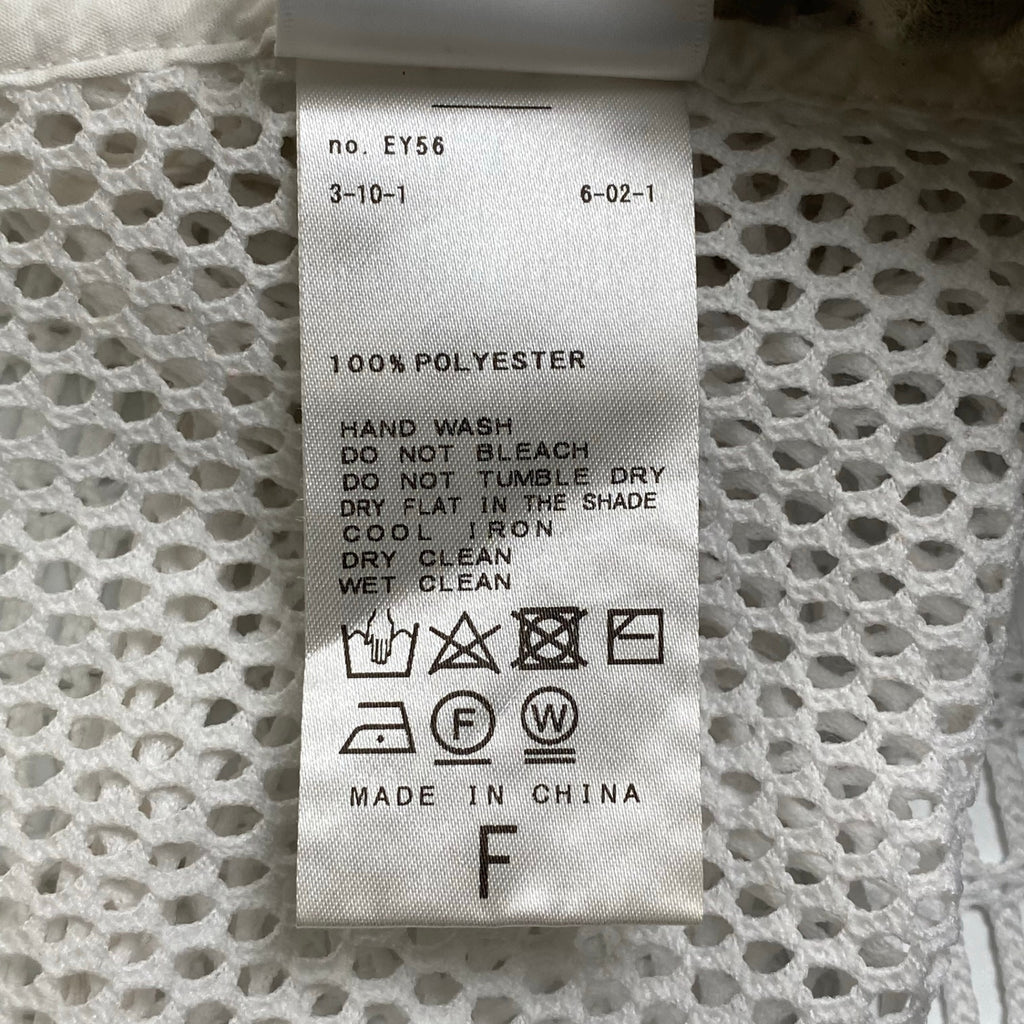 no. EY56
3-10-1 6-02-1
100% POLYESTER
HAND WASH
DO NOT BLEACH
DO NOT TUMBLE DRY
DRY FLAT IN THE SHADE
COOL IRON
DRY CLEAN
WET CLEAN
F W
MADE IN CHINA
F